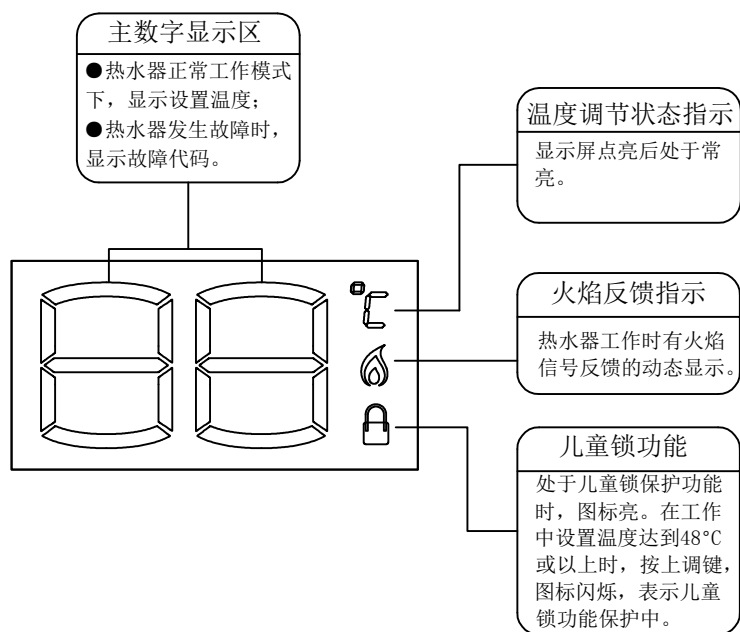 主数字显示区
●热水器正常工作模式
下，显示设置温度；
●热水器发生故障时，
显示故障代码。
温度调节状态指示
显示屏点亮后处于常
亮。
℃
火焰反馈指示
热水器工作时有火焰
信号反馈的动态显示。
儿童锁功能
处于儿童锁保护功能
时，图标亮。在工作
中设置温度达到48°C
或以上时，按上调键，
图标闪烁，表示儿童
锁功能保护中。
88